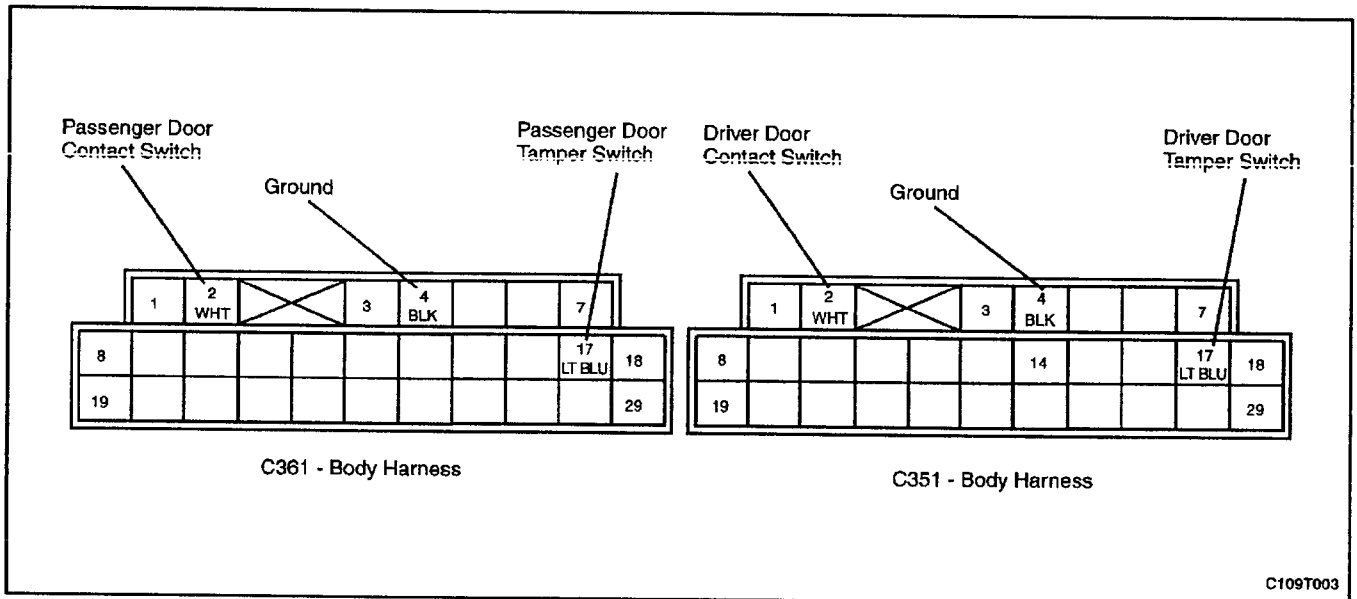 Passenger Door
Contact Switch
Ground
Passenger Door
Tamper Switch
Driver Door
Contact Switch
Ground
Driver Door
Tamper Switch
1 2 3 4 7
WHT BLK
8 17 18
LT BLU
19 29
C361 - Body Harness
1 2 3 4 7
WHT BLK
8 14 17 18
LT BLU
19 29
C351 - Body Harness
C109T003